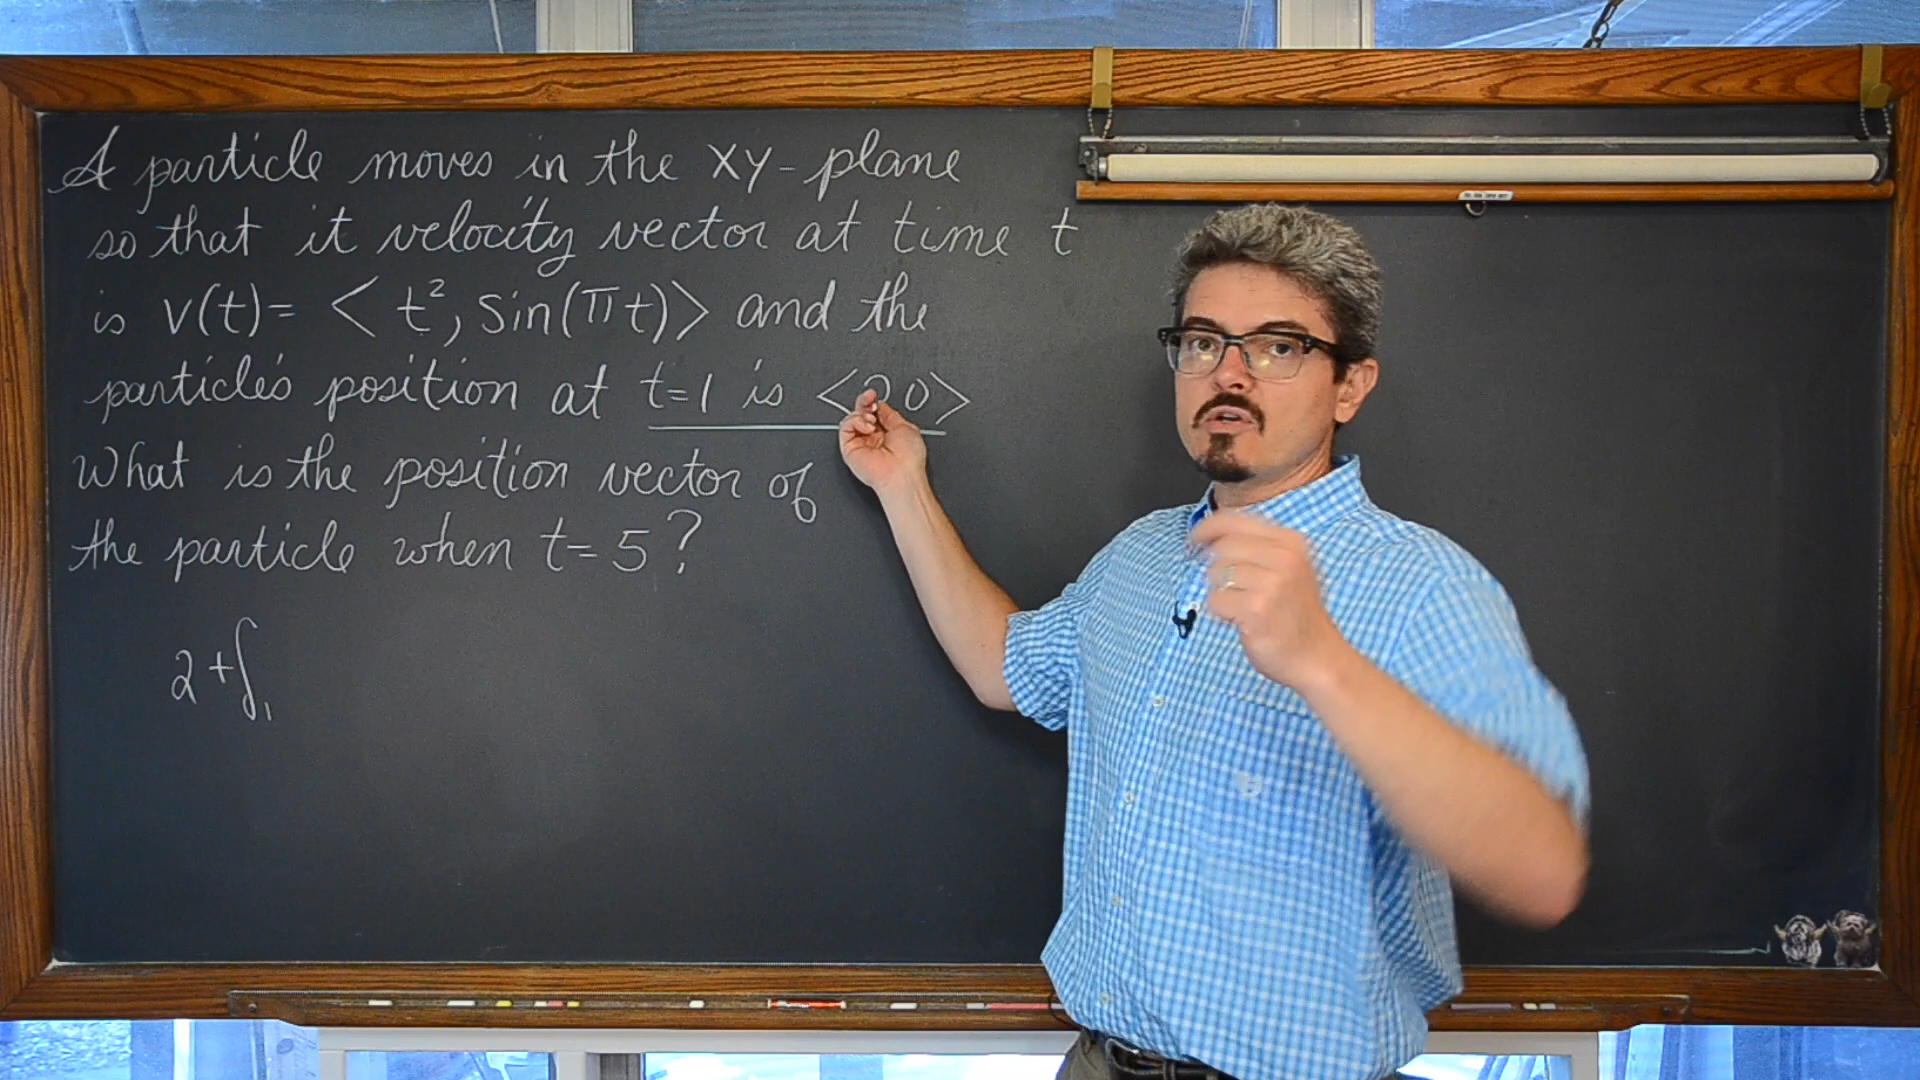 A particle moves in the xy-plane
so that it velocity vector at time t
is v(t)= < t², sin(πt)> and the
particle's position at t=1 is <2 0>
What is the position vector of
the particle when t=5?
2+∫₁